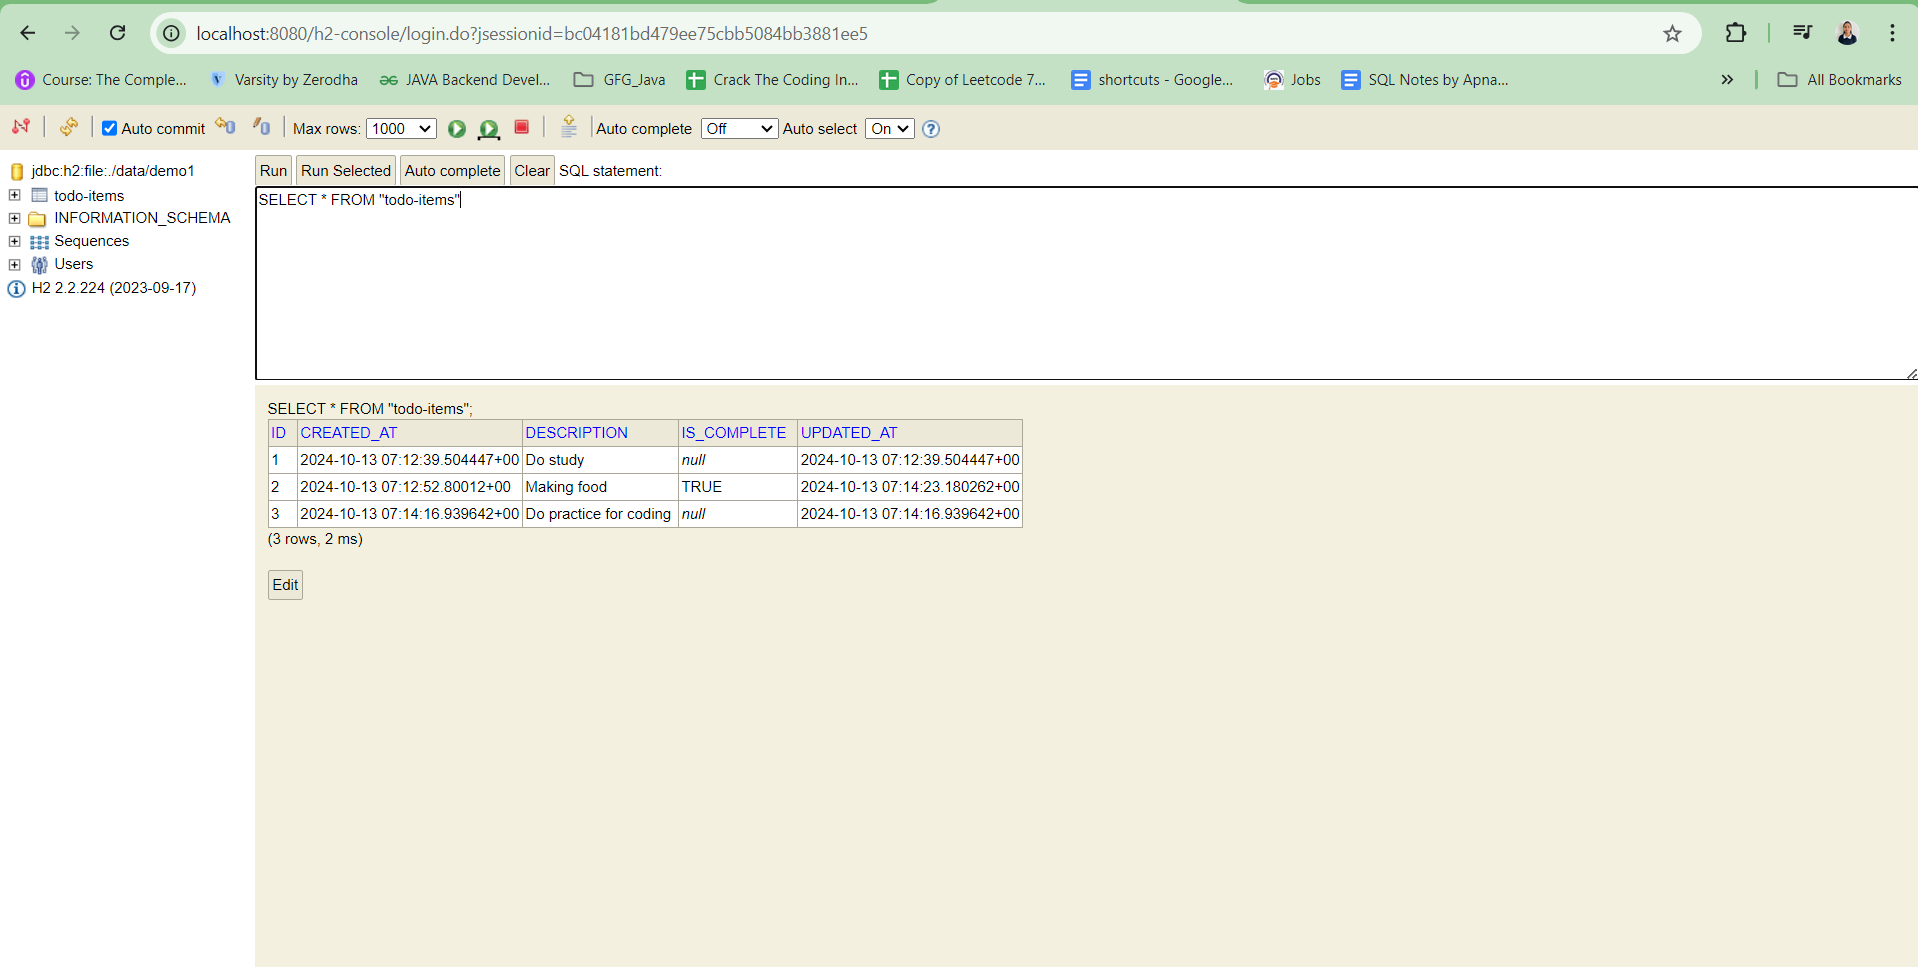 localhost:8080/h2-console/login.do?jsessionid=bc04181bd479ee75cbb5084bb3881ee5
Course: The Comple... Varsity by Zerodha JAVA Backend Devel... GFG_Java Crack The Coding In... Copy of Leetcode 7... shortcuts - Google... Jobs SQL Notes by Apna... » All Bookmarks
Auto commit Max rows: 1000 Auto complete Off Auto select On ?
jdbc:h2:file:./data/demo1
todo-items
INFORMATION_SCHEMA
Sequences
Users
H2 2.2.224 (2023-09-17)
Run Run Selected Auto complete Clear SQL statement:
SELECT * FROM "todo-items"
SELECT * FROM "todo-items";
ID CREATED_AT DESCRIPTION IS_COMPLETE UPDATED_AT
1 2024-10-13 07:12:39.504447+00 Do study null 2024-10-13 07:12:39.504447+00
2 2024-10-13 07:12:52.80012+00 Making food TRUE 2024-10-13 07:14:23.180262+00
3 2024-10-13 07:14:16.939642+00 Do practice for coding null 2024-10-13 07:14:16.939642+00
(3 rows, 2 ms)
Edit